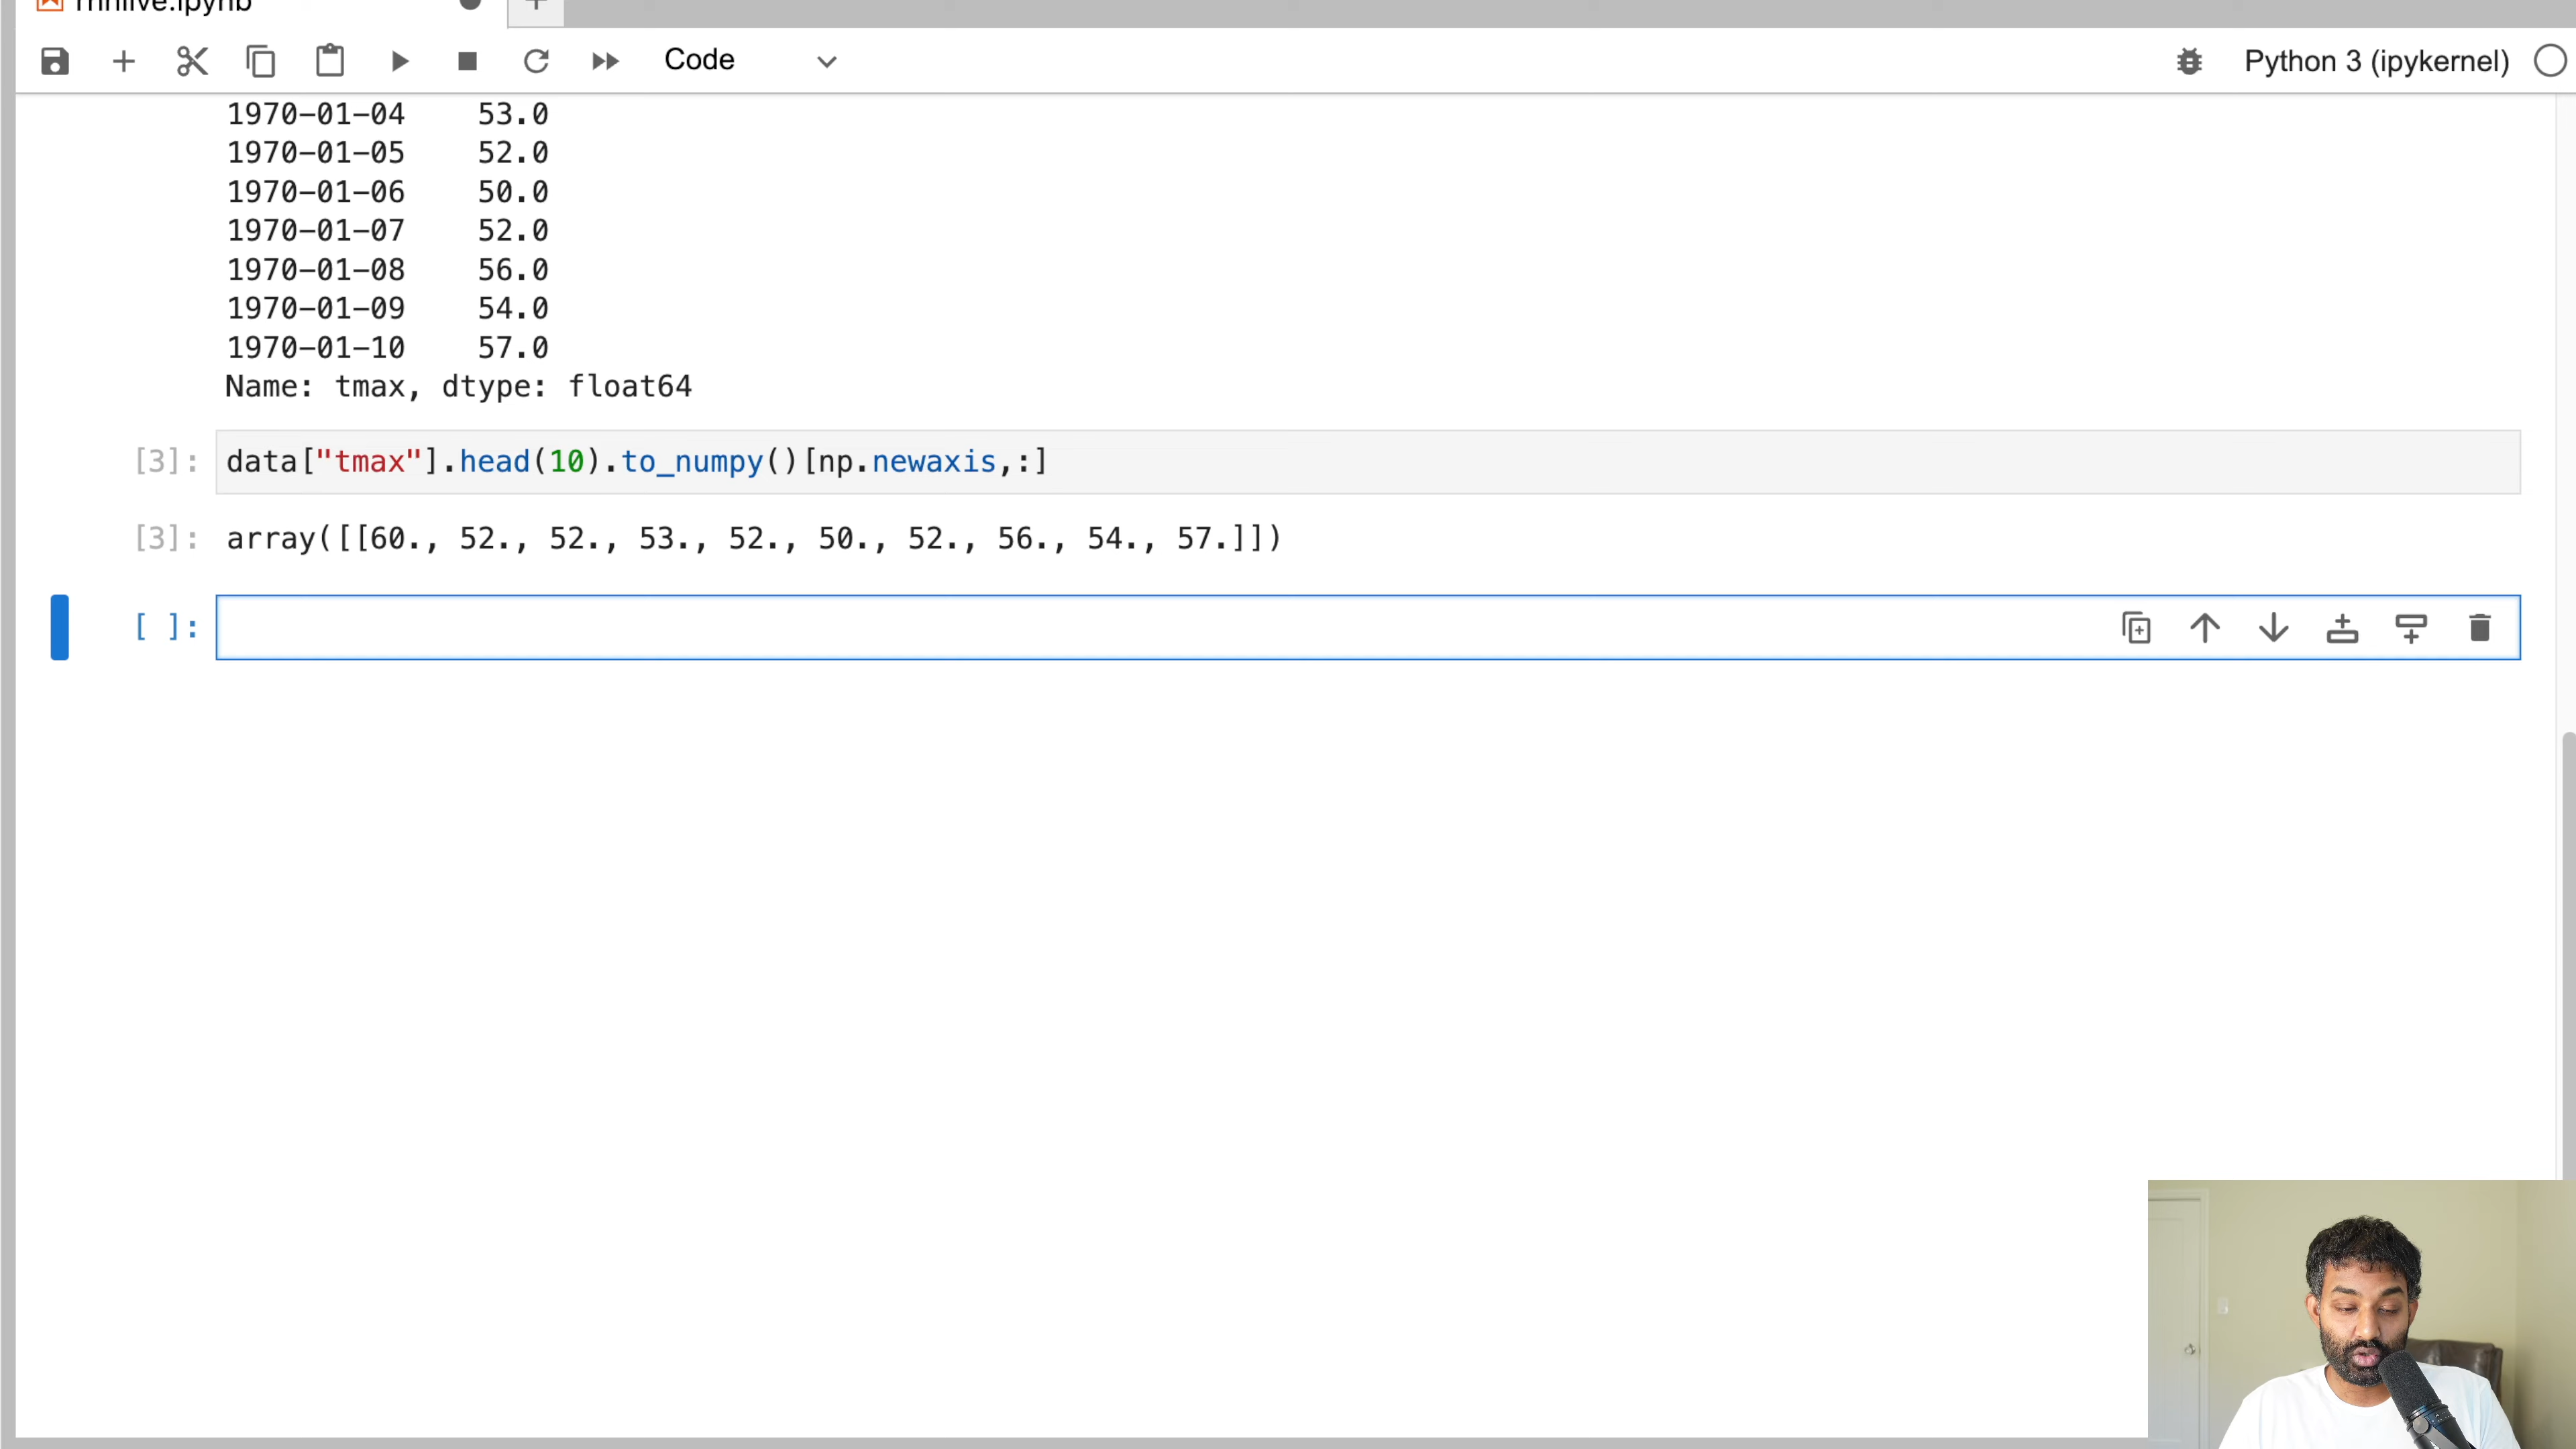 rnnlive.ipynb
Code
Python 3 (ipykernel)
1970-01-04 53.0
1970-01-05 52.0
1970-01-06 50.0
1970-01-07 52.0
1970-01-08 56.0
1970-01-09 54.0
1970-01-10 57.0
Name: tmax, dtype: float64
[3]: data["tmax"].head(10).to_numpy()[np.newaxis,:]
[3]: array([[60., 52., 52., 53., 52., 50., 52., 56., 54., 57.]])
[ ]: